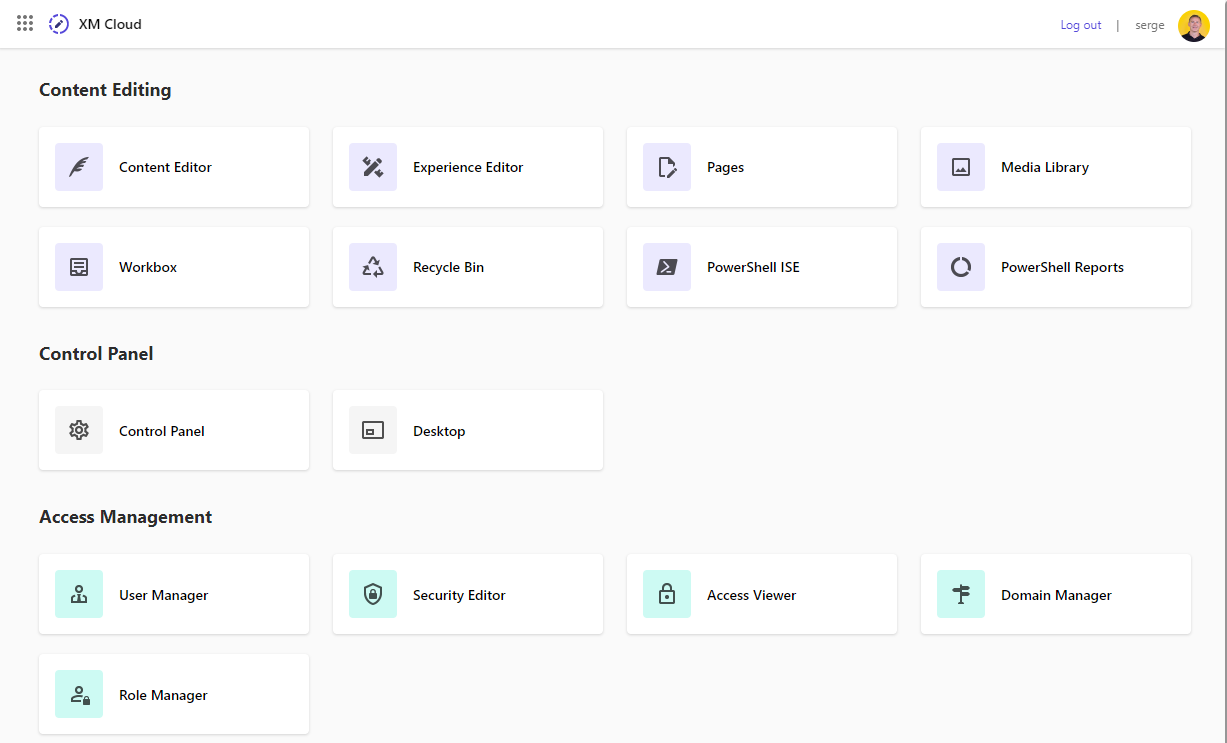 XM Cloud
Log out | serge
Content Editing
Content Editor
Experience Editor
Pages
Media Library
Workbox
Recycle Bin
PowerShell ISE
PowerShell Reports
Control Panel
Control Panel
Desktop
Access Management
User Manager
Security Editor
Access Viewer
Domain Manager
Role Manager